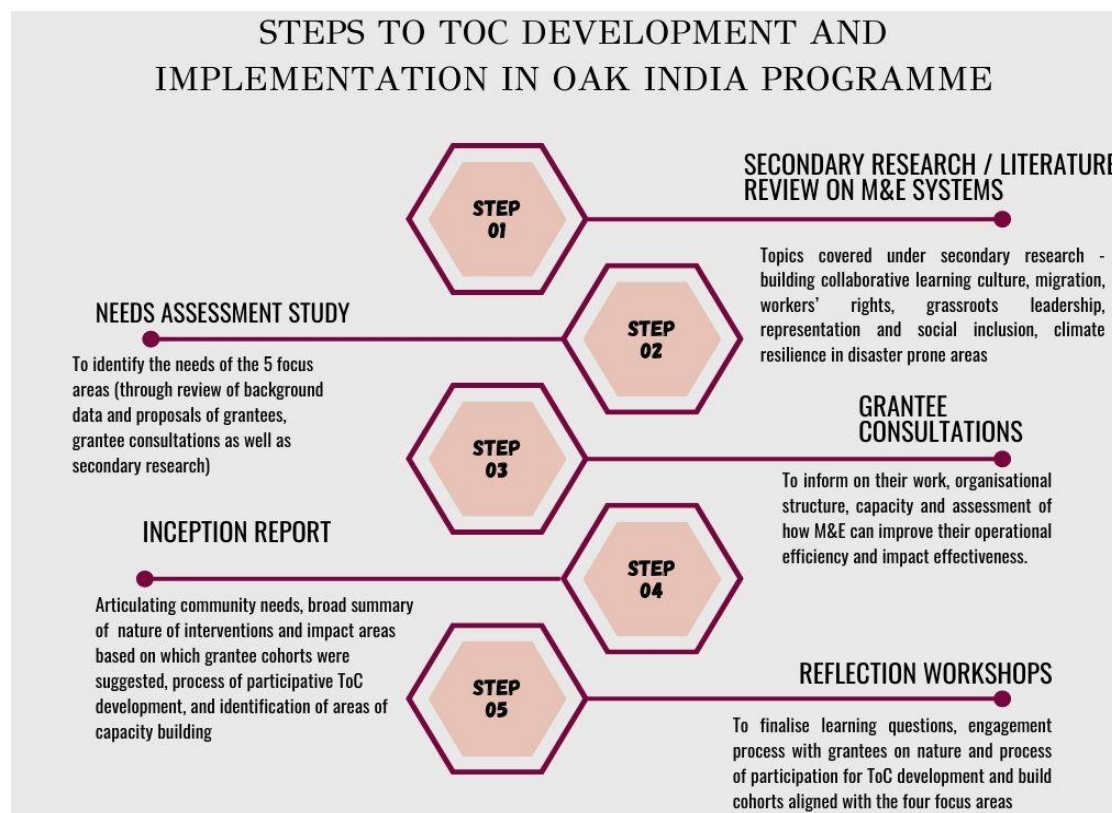 STEPS TO TOC DEVELOPMENT AND
IMPLEMENTATION IN OAK INDIA PROGRAMME
STEP
01
SECONDARY RESEARCH / LITERATURE
REVIEW ON M&E SYSTEMS
Topics covered under secondary research -
building collaborative learning culture, migration,
workers' rights, grassroots leadership,
representation and social inclusion, climate
resilience in disaster prone areas
STEP
02
NEEDS ASSESSMENT STUDY
To identify the needs of the 5 focus
areas (through review of background
data and proposals of grantees,
grantee consultations as well as
secondary research)
STEP
03
GRANTEE
CONSULTATIONS
To inform on their work, organisational
structure, capacity and assessment of
how M&E can improve their operational
efficiency and impact effectiveness.
STEP
04
INCEPTION REPORT
Articulating community needs, broad summary
of nature of interventions and impact areas
based on which grantee cohorts were
suggested, process of participative ToC
development, and identification of areas of
capacity building
STEP
05
REFLECTION WORKSHOPS
To finalise learning questions, engagement
process with grantees on nature and process
of participation for ToC development and build
cohorts aligned with the four focus areas